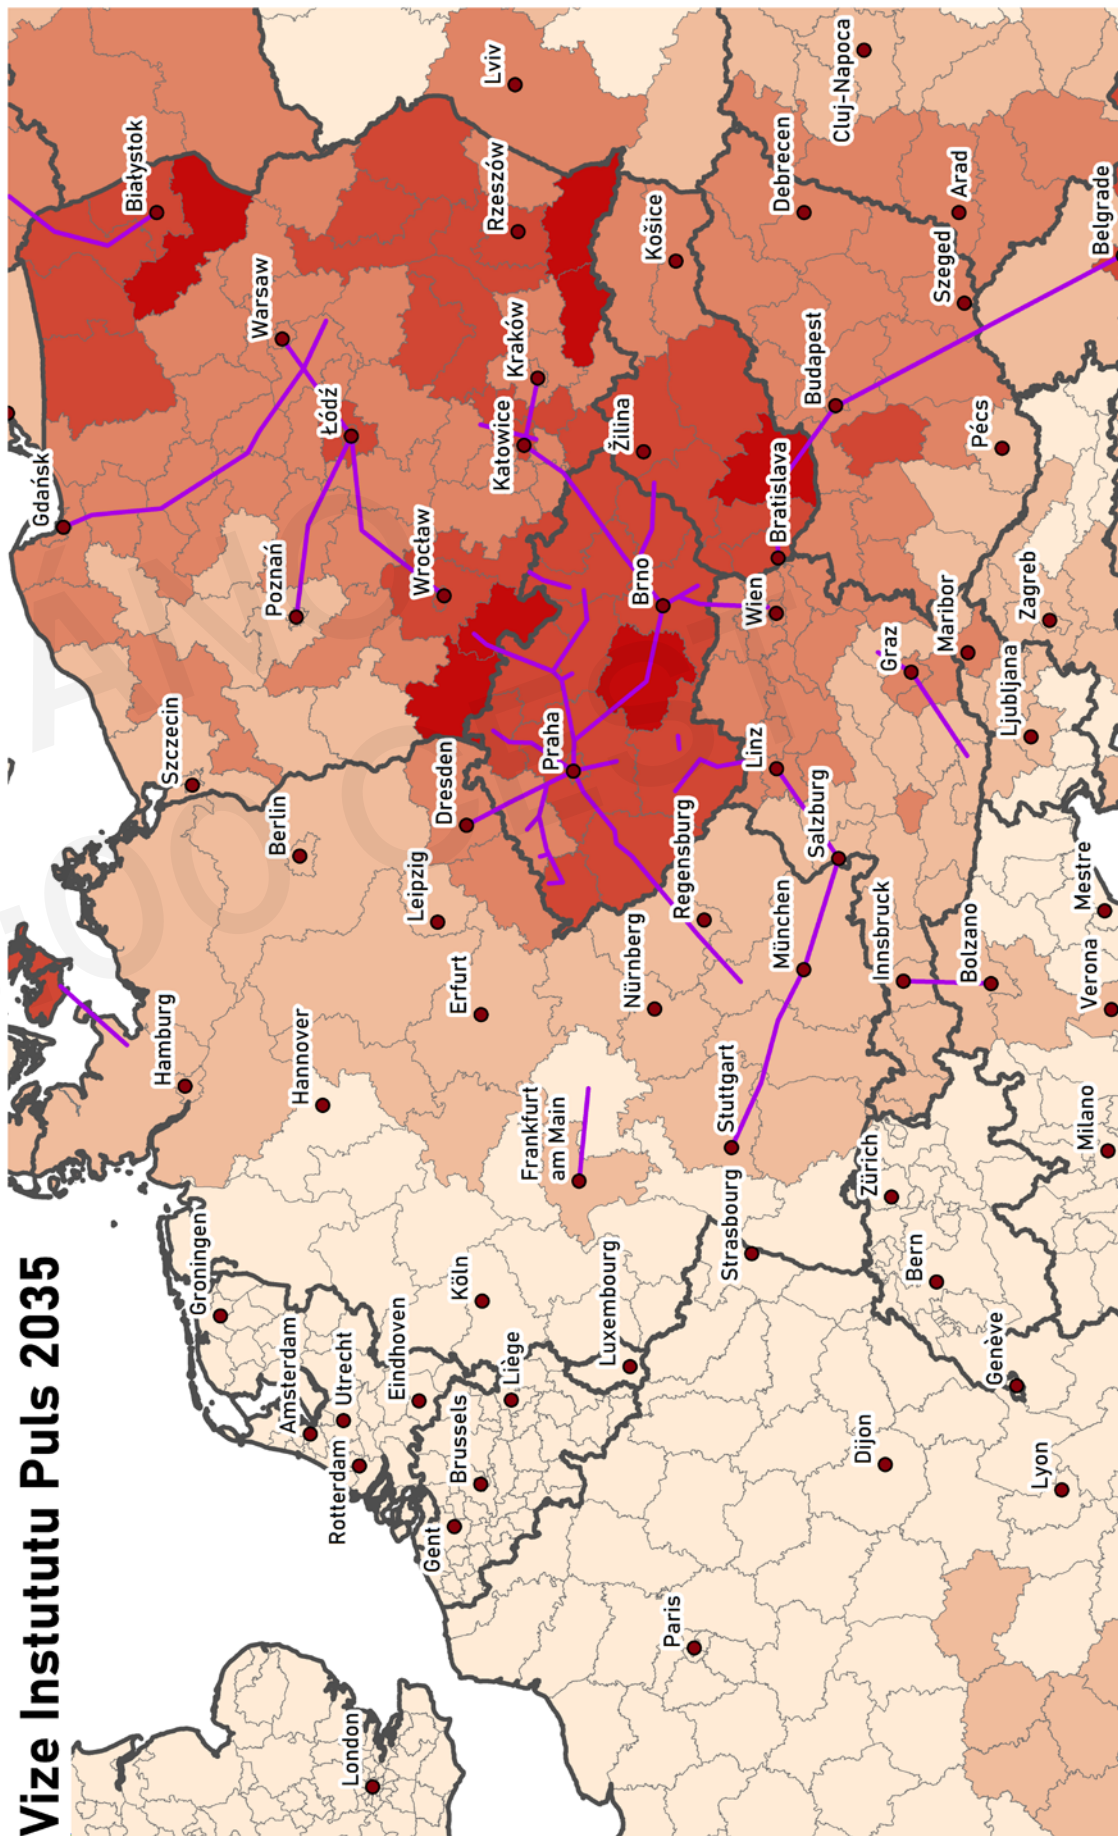 Vize Instututu Puls 2035
London
Paris
Gent
Brussels
Rotterdam
Amsterdam
Utrecht
Eindhoven
Liège
Luxembourg
Groningen
Köln
Lyon
Dijon
Genève
Bern
Strasbourg
Zürich
Milano
Stuttgart
Frankfurt
am Main
Hannover
Hamburg
Erfurt
Nürnberg
Innsbruck
Bolzano
Verona
Mestre
München
Regensburg
Leipzig
Berlin
Dresden
Szczecin
Salzburg
Linz
Praha
Ljubljana
Graz
Maribor
Zagreb
Wien
Brno
Bratislava
Poznań
Wrocław
Gdańsk
Łódź
Katowice
Kraków
Žilina
Pécs
Budapest
Warsaw
Szeged
Belgrade
Košice
Rzeszów
Białystok
Debrecen
Arad
Lviv
Cluj-Napoca